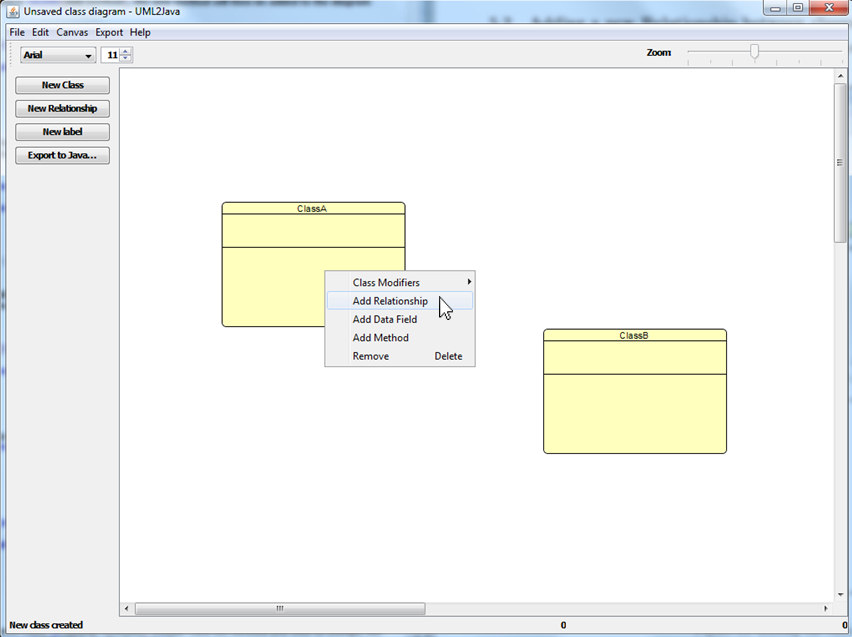 Unsaved class diagram - UML2Java
File Edit Canvas Export Help
Arial 11 Zoom
New Class
New Relationship
New label
Export to Java...
ClassA
Class Modifiers
Add Relationship
Add Data Field
Add Method
Remove Delete
ClassB
New class created 0 0